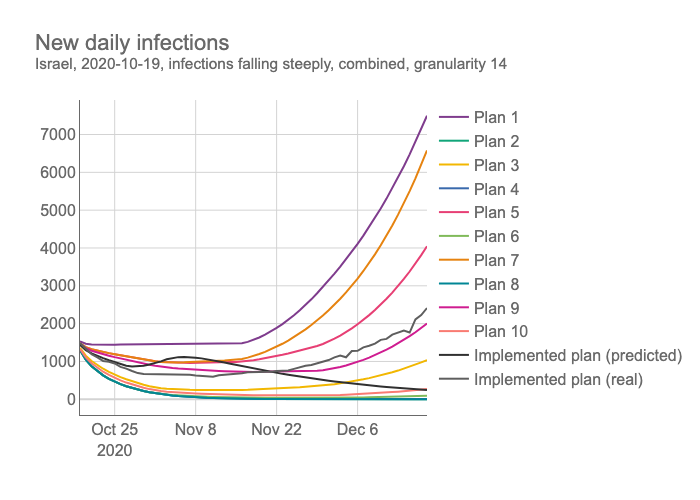 New daily infections
Israel, 2020-10-19, infections falling steeply, combined, granularity 14
7000
6000
5000
4000
3000
2000
1000
0
Oct 25
2020
Nov 8
Nov 22
Dec 6
Plan 1
Plan 2
Plan 3
Plan 4
Plan 5
Plan 6
Plan 7
Plan 8
Plan 9
Plan 10
Implemented plan (predicted)
Implemented plan (real)